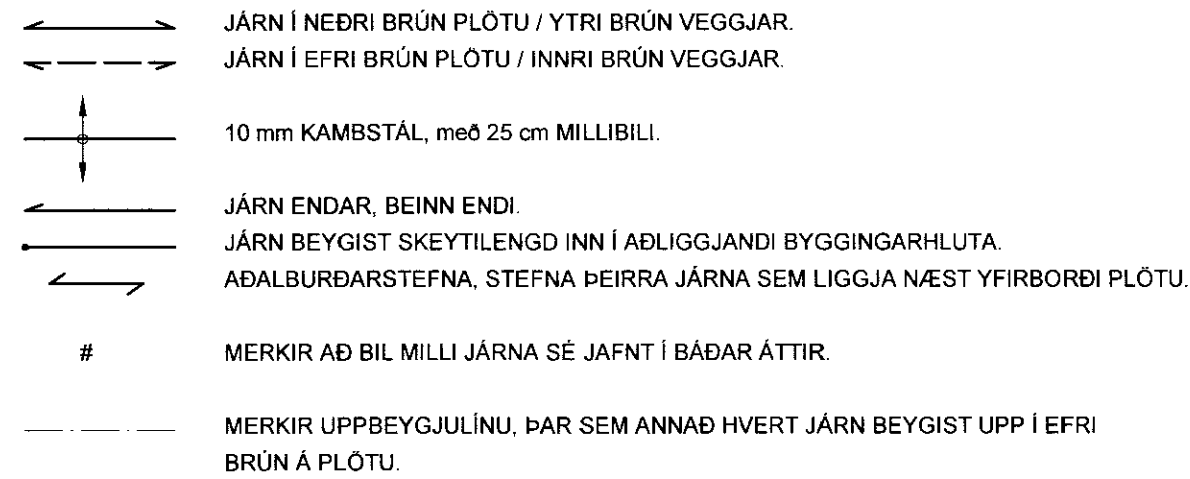 JÁRN Í NEÐRI BRÚN PLÖTU / YTRI BRÚN VEGGJAR.
JÁRN Í EFRI BRÚN PLÖTU / INNRI BRÚN VEGGJAR.
10 mm KAMBSTÁL, með 25 cm MILLIBILI.
JÁRN ENDAR, BEINN ENDI.
JÁRN BEYGIST SKEYTILENGD INN Í AÐLIGGJANDI BYGGINGARHLUTA.
AÐALBURÐARSTEFNA, STEFNA ÞEIRRA JÁRNA SEM LIGGJA NÆST YFIRBORÐI PLÖTU.
# MERKIR AÐ BIL MILLI JÁRNA SÉ JAFNT Í BÁÐAR ÁTTIR.
MERKIR UPPBEYGJULÍNU, ÞAR SEM ANNAÐ HVERT JÁRN BEYGIST UPP Í EFRI
BRÚN Á PLÖTU.